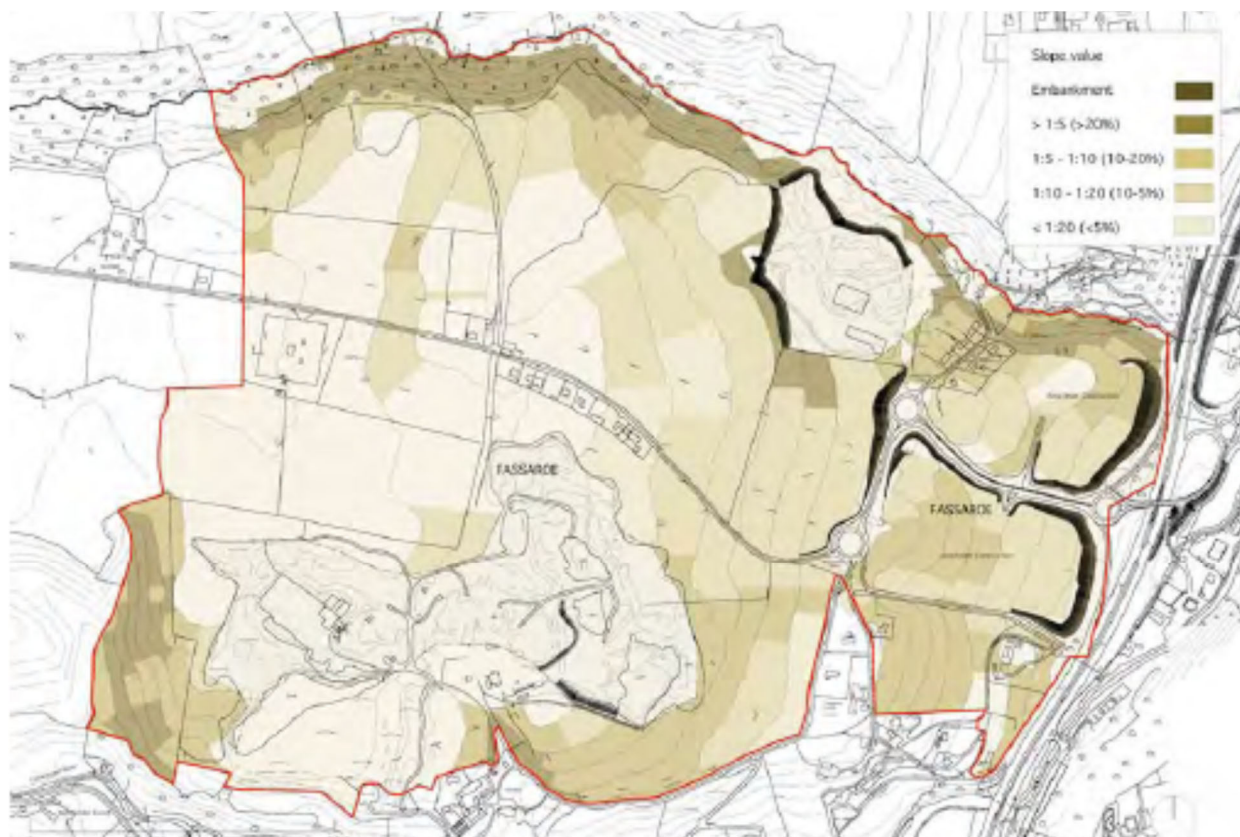 Slope value
Embankment
> 1:5 (>20%)
1:5 - 1:10 (10-20%)
1:10 - 1:20 (10-5%)
< 1:20 (<5%)
FASSAROE
FASSAROE